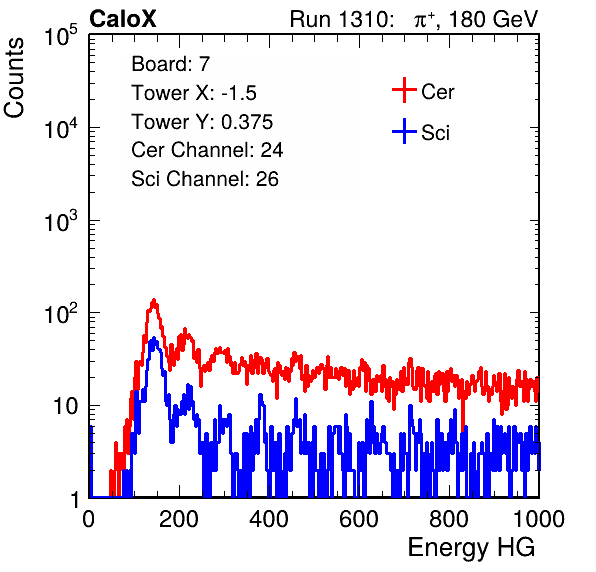 CaloX Run 1310: π⁺, 180 GeV
Board: 7
Tower X: -1.5
Tower Y: 0.375
Cer Channel: 24
Sci Channel: 26
Cer
Sci
Counts
10⁵
10⁴
10³
10²
10
1
0 200 400 600 800 1000
Energy HG